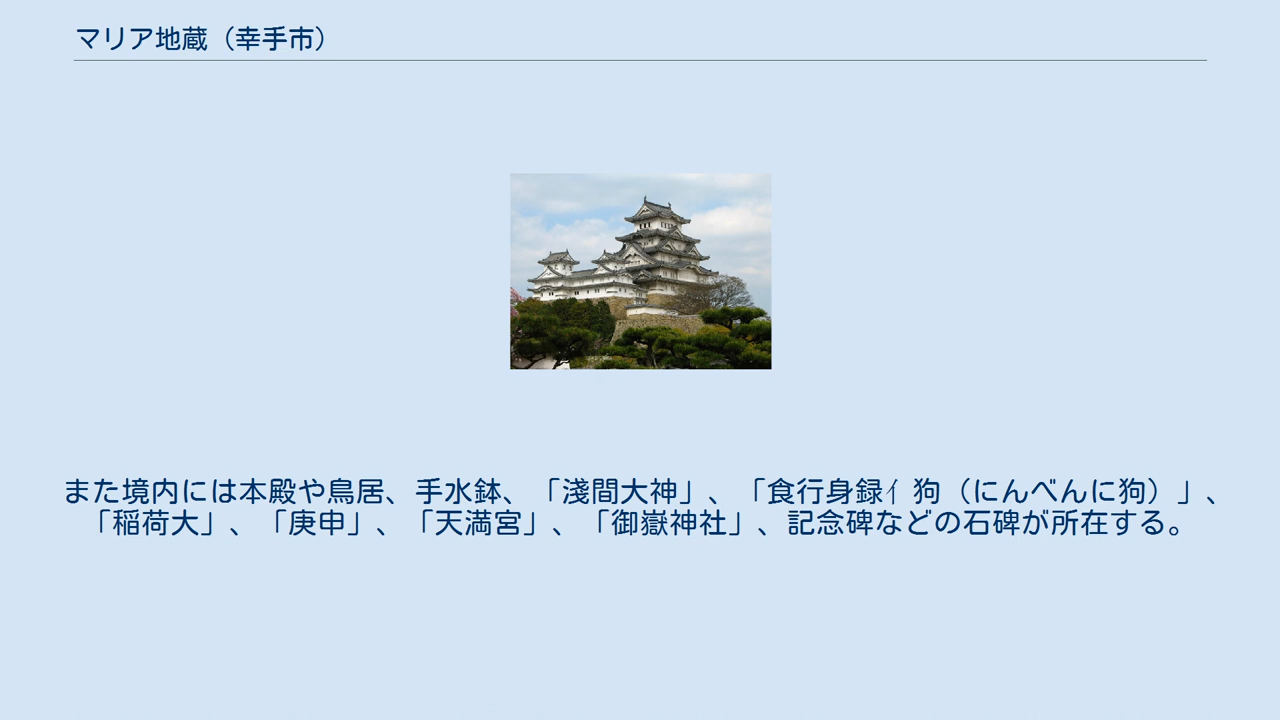 マリア地蔵（幸手市）
また境内には本殿や鳥居、手水鉢、「淺間大神」、「食行身録亻狗（にんべんに狗）」、
「稲荷大」、「庚申」、「天満宮」、「御嶽神社」、記念碑などの石碑が所在する。